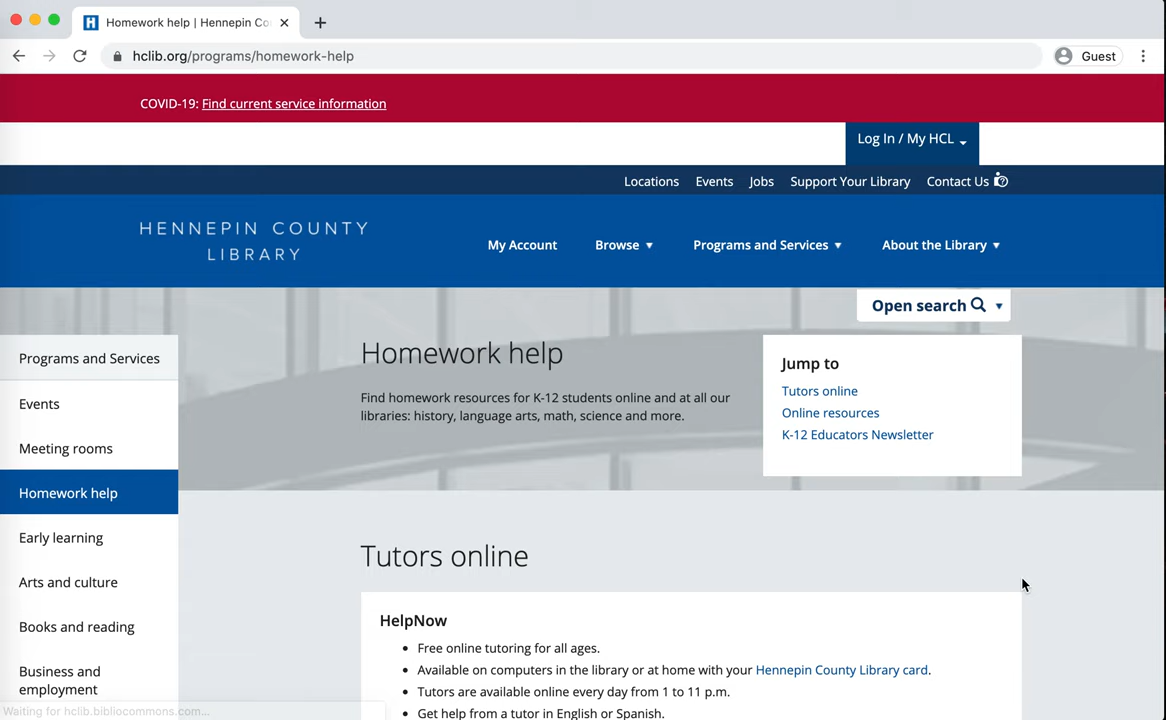 Homework help | Hennepin Co
hclib.org/programs/homework-help
Guest
COVID-19: Find current service information
Log In / My HCL
Locations Events Jobs Support Your Library Contact Us
HENNEPIN COUNTY
LIBRARY
My Account Browse Programs and Services About the Library
Open search
Programs and Services
Events
Meeting rooms
Homework help
Early learning
Arts and culture
Books and reading
Business and
employment
Homework help
Find homework resources for K-12 students online and at all our
libraries: history, language arts, math, science and more.
Jump to
Tutors online
Online resources
K-12 Educators Newsletter
Tutors online
HelpNow
• Free online tutoring for all ages.
• Available on computers in the library or at home with your Hennepin County Library card.
• Tutors are available online every day from 1 to 11 p.m.
• Get help from a tutor in English or Spanish.
Waiting for hclib.bibliocommons.com...